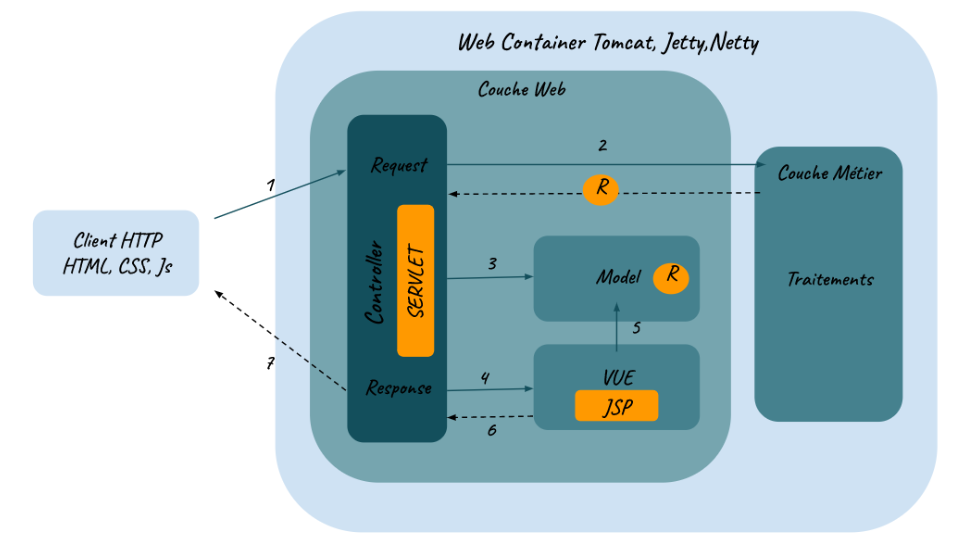 Web Container Tomcat, Jetty,Netty
Couche Web
Request
2
Couche Métier
1
R
Client HTTP
HTML, CSS, Js
Controller
SERVLET
3
Model
R
Traitements
5
7
Response
4
VUE
JSP
6